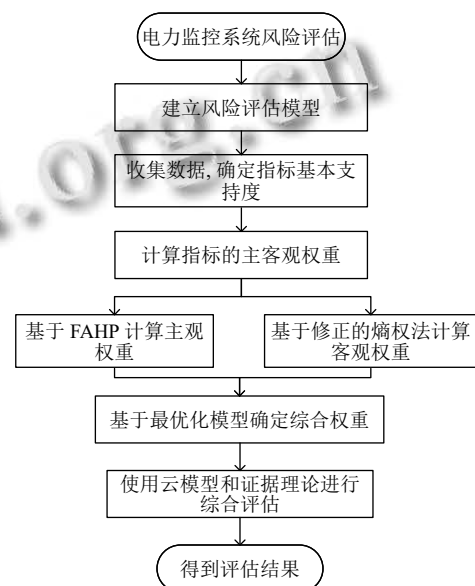 电力监控系统风险评估
建立风险评估模型
收集数据, 确定指标基本支
持度
计算指标的主客观权重
基于 FAHP 计算主观
权重
基于修正的熵权法计算
客观权重
基于最优化模型确定综合权重
使用云模型和证据理论进行
综合评估
得到评估结果
.org.cn